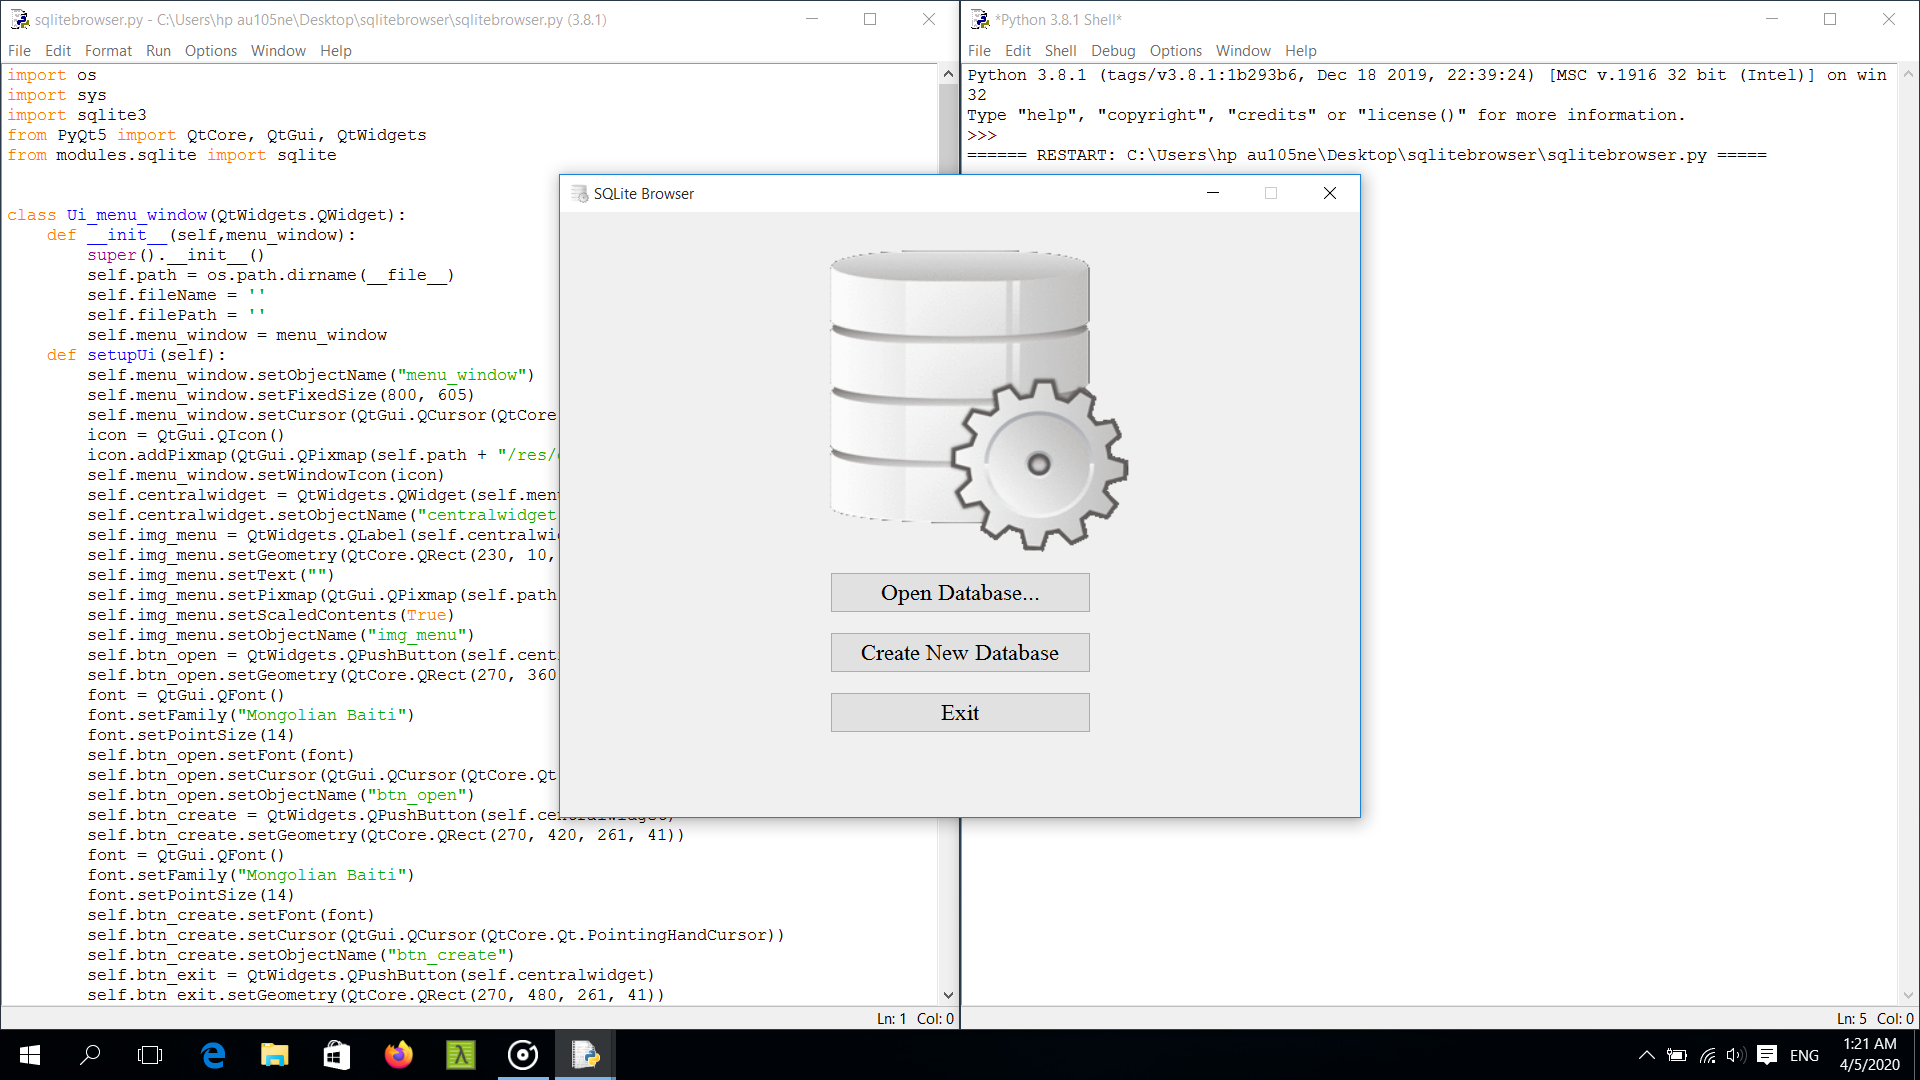 sqlitebrowser.py - C:\Users\hp au105ne\Desktop\sqlitebrowser\sqlitebrowser.py (3.8.1)
File Edit Format Run Options Window Help
import os
import sys
import sqlite3
from PyQt5 import QtCore, QtGui, QtWidgets
from modules.sqlite import sqlite
class Ui_menu_window(QtWidgets.QWidget):
    def __init__(self,menu_window):
        super().__init__()
        self.path = os.path.dirname(__file__)
        self.fileName = ''
        self.filePath = ''
        self.menu_window = menu_window
    def setupUi(self):
        self.menu_window.setObjectName("menu_window")
        self.menu_window.setFixedSize(800, 605)
        self.menu_window.setCursor(QtGui.QCursor(QtCore
        icon = QtGui.QIcon()
        icon.addPixmap(QtGui.QPixmap(self.path + "/res/
        self.menu_window.setWindowIcon(icon)
        self.centralwidget = QtWidgets.QWidget(self.men
        self.centralwidget.setObjectName("centralwidget
        self.img_menu = QtWidgets.QLabel(self.centralwi
        self.img_menu.setGeometry(QtCore.QRect(230, 10,
        self.img_menu.setText("")
        self.img_menu.setPixmap(QtGui.QPixmap(self.path
        self.img_menu.setScaledContents(True)
        self.img_menu.setObjectName("img_menu")
        self.btn_open = QtWidgets.QPushButton(self.cent
        self.btn_open.setGeometry(QtCore.QRect(270, 360
        font = QtGui.QFont()
        font.setFamily("Mongolian Baiti")
        font.setPointSize(14)
        self.btn_open.setFont(font)
        self.btn_open.setCursor(QtGui.QCursor(QtCore.Qt
        self.btn_open.setObjectName("btn_open")
        self.btn_create = QtWidgets.QPushButton(self.centralwidget)
        self.btn_create.setGeometry(QtCore.QRect(270, 420, 261, 41))
        font = QtGui.QFont()
        font.setFamily("Mongolian Baiti")
        font.setPointSize(14)
        self.btn_create.setFont(font)
        self.btn_create.setCursor(QtGui.QCursor(QtCore.Qt.PointingHandCursor))
        self.btn_create.setObjectName("btn_create")
        self.btn_exit = QtWidgets.QPushButton(self.centralwidget)
        self.btn_exit.setGeometry(QtCore.QRect(270, 480, 261, 41))
Ln: 1 Col: 0
*Python 3.8.1 Shell*
File Edit Shell Debug Options Window Help
Python 3.8.1 (tags/v3.8.1:1b293b6, Dec 18 2019, 22:39:24) [MSC v.1916 32 bit (Intel)] on win
32
Type "help", "copyright", "credits" or "license()" for more information.
>>>
====== RESTART: C:\Users\hp au105ne\Desktop\sqlitebrowser\sqlitebrowser.py =====
Ln: 5 Col: 0
SQLite Browser
Open Database...
Create New Database
Exit
ENG
1:21 AM
4/5/2020